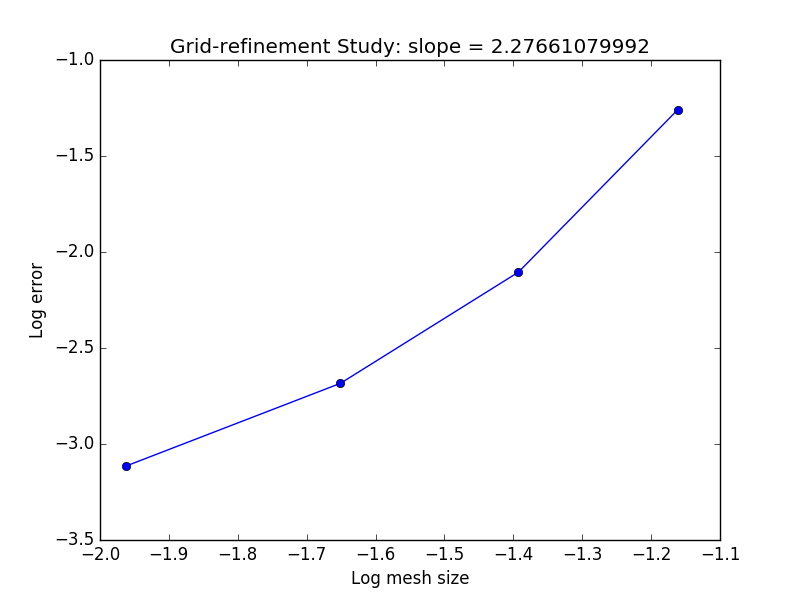 Grid-refinement Study: slope = 2.27661079992
−1.0
−1.5
−2.0
−2.5
−3.0
−3.5
Log error
−2.0 −1.9 −1.8 −1.7 −1.6 −1.5 −1.4 −1.3 −1.2 −1.1
Log mesh size